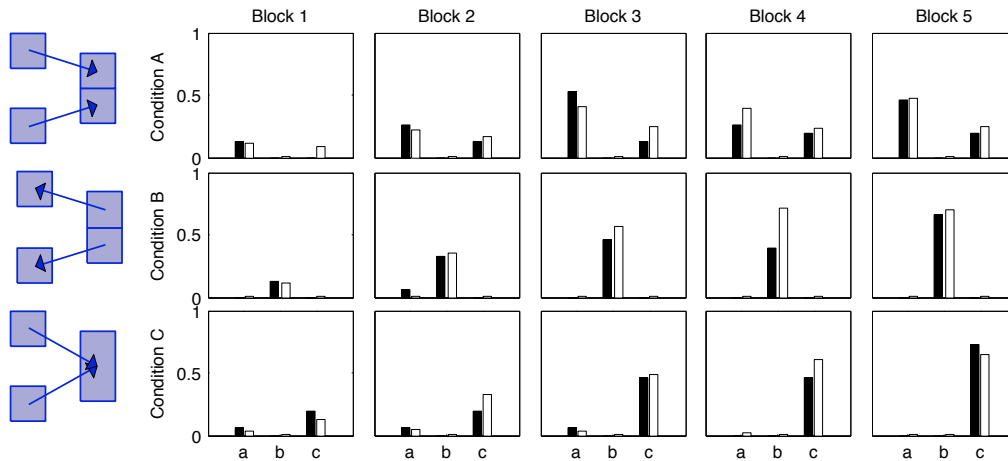 Block 1 Block 2 Block 3 Block 4 Block 5
1
0.5
0
Condition A
1
0.5
0
Condition B
1
0.5
0
Condition C
a b c a b c a b c a b c a b c